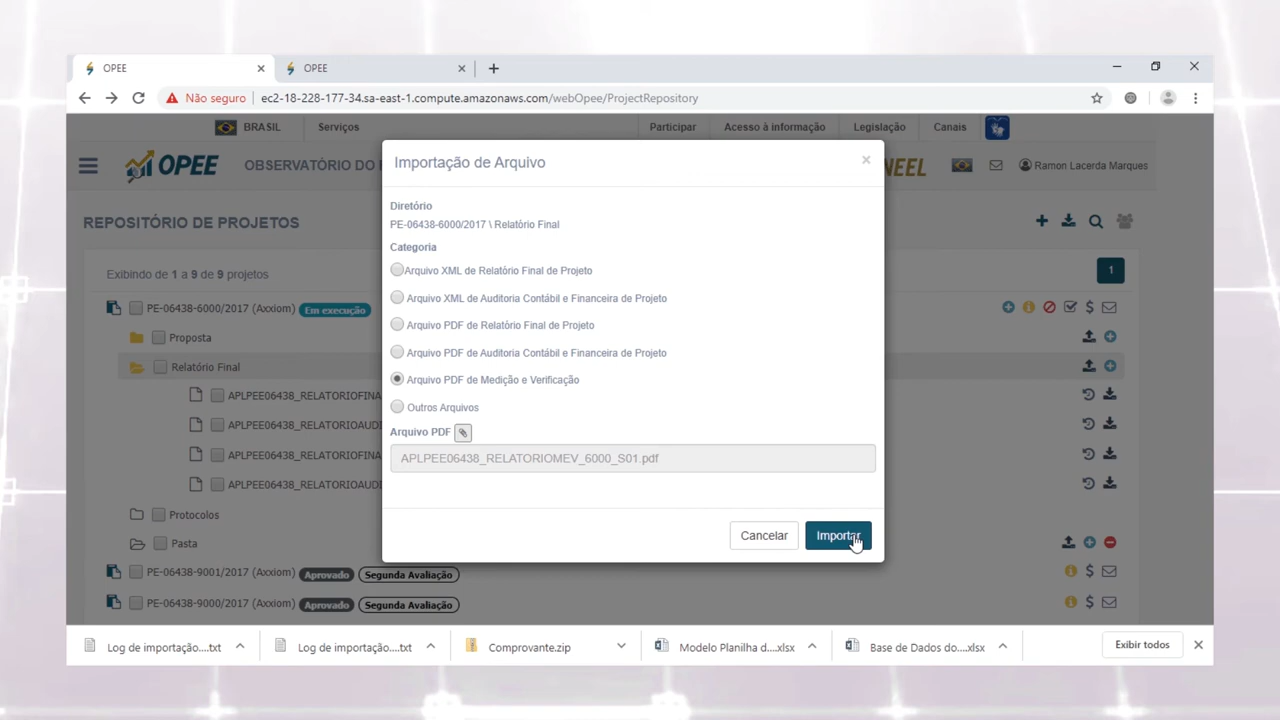 OPEE
OPEE
Não seguro
ec2-18-228-177-34.sa-east-1.compute.amazonaws.com/webOpee/ProjectRepository
BRASIL
Serviços
Participar
Acesso à informação
Legislação
Canais
OPEE
OBSERVATÓRIO DO
NEEL
Ramon Lacerda Marques
Importação de Arquivo
×
REPOSITÓRIO DE PROJETOS
Exibindo de 1 a 9 de 9 projetos
1
PE-06438-6000/2017 (Axxiom) Em execução
Proposta
Relatório Final
APLPEE06438_RELATORIOFINA
APLPEE06438_RELATORIOAUDI
APLPEE06438_RELATORIOFINA
APLPEE06438_RELATORIOAUDI
Protocolos
Pasta
PE-06438-9001/2017 (Axxiom) Aprovado Segunda Avaliação
PE-06438-9000/2017 (Axxiom) Aprovado Segunda Avaliação
Diretório
PE-06438-6000/2017 \ Relatório Final
Categoria
Arquivo XML de Relatório Final de Projeto
Arquivo XML de Auditoria Contábil e Financeira de Projeto
Arquivo PDF de Relatório Final de Projeto
Arquivo PDF de Auditoria Contábil e Financeira de Projeto
Arquivo PDF de Medição e Verificação
Outros Arquivos
Arquivo PDF
APLPEE06438_RELATORIOMEV_6000_S01.pdf
Cancelar
Importar
Log de importação....txt
Log de importação....txt
Comprovante.zip
Modelo Planilha d....xlsx
Base de Dados do....xlsx
Exibir todos